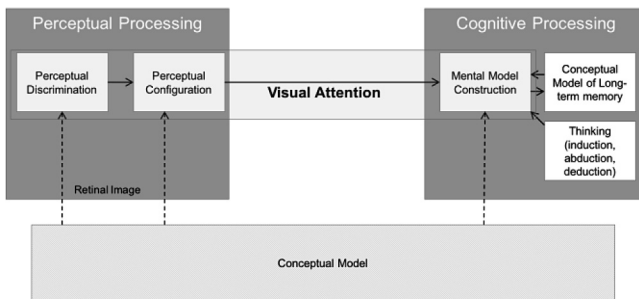 Perceptual Processing
Cognitive Processing
Perceptual
Discrimination
Perceptual
Configuration
Visual Attention
Mental Model
Construction
Conceptual
Model of Long-
term memory
Thinking
(induction,
abduction,
deduction)
Retinal Image
Conceptual Model